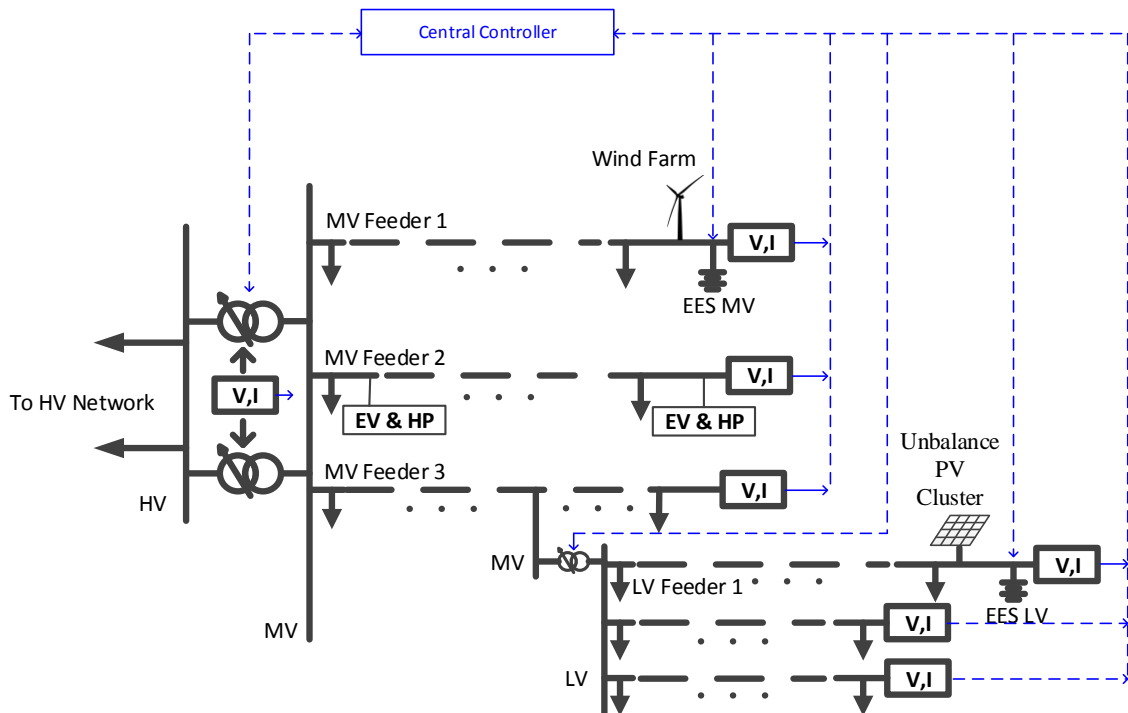 Central Controller
Wind Farm
MV Feeder 1
V,I
EES MV
MV Feeder 2
V,I
To HV Network
V,I
EV & HP
EV & HP
Unbalance
PV
Cluster
MV Feeder 3
V,I
HV
MV
V,I
LV Feeder 1
EES LV
V,I
MV
LV
V,I